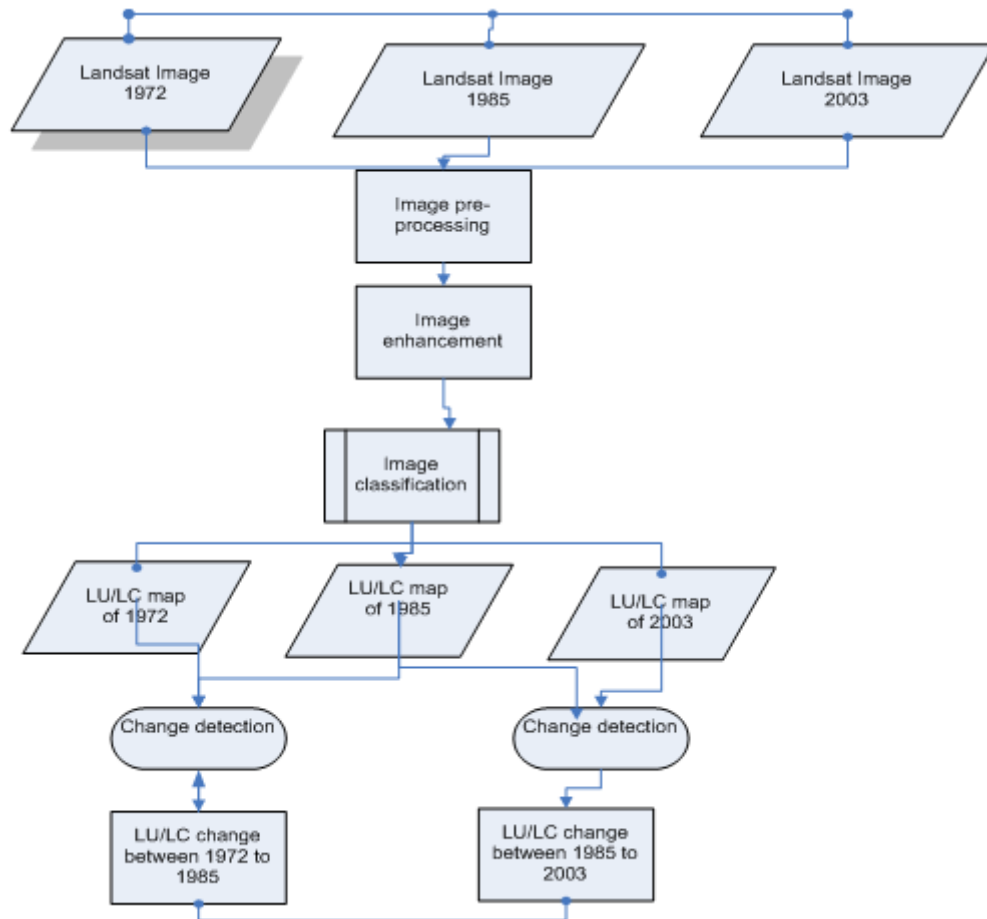 Landsat Image
1972
Landsat Image
1985
Landsat Image
2003
Image pre-
processing
Image
enhancement
Image
classification
LU/LC map
of 1972
LU/LC map
of 1985
LU/LC map
of 2003
Change detection
Change detection
LU/LC change
between 1972 to
1985
LU/LC change
between 1985 to
2003